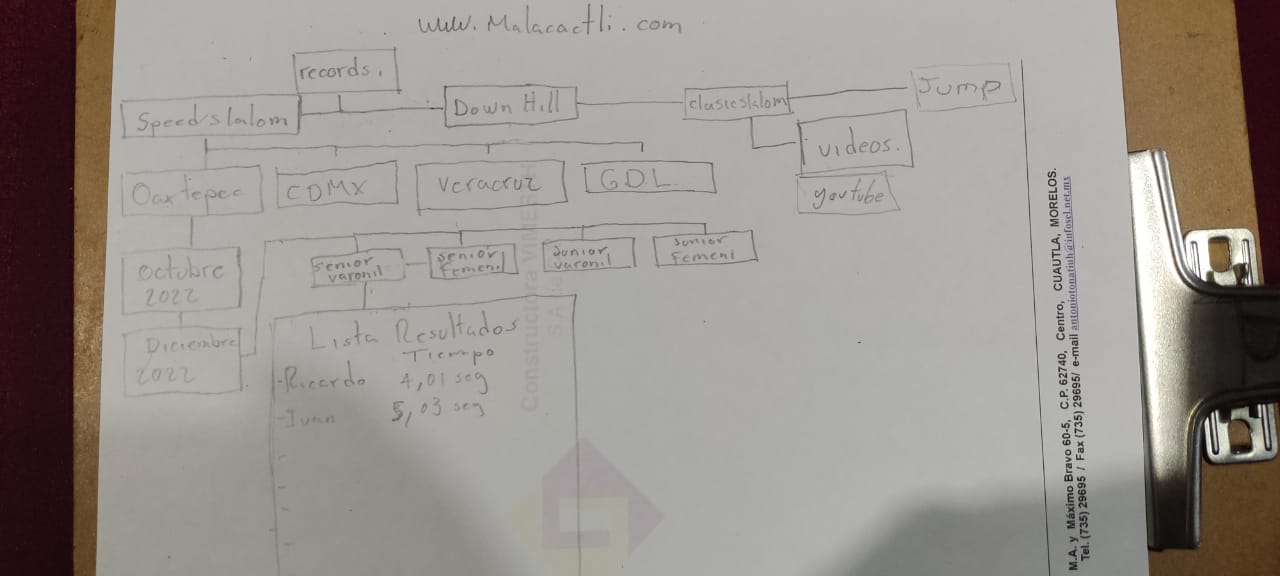 www.Malacactli.com
records.
Speedslalom
Down Hill
clasicslalom
Jump
videos.
youtube
Oaxtepec
CDMX
Veracruz
GDL
octubre
2022
Diciembre
2022
senior
varonil
senior
femenil
Junior
varonil
Junior
femenil
Lista Resultados
Tiempo
-Ricardo 4,01 seg
-Ivan 5,03 seg
Constructora VIMES
S.A. de
M.A. y Máximo Bravo 60-5, C.P. 62740, Centro, CUAUTLA, MORELOS.
Tel. (735) 29695 / Fax (735) 29695/ e-mail antoniotonatiuh@infosel.net.mx